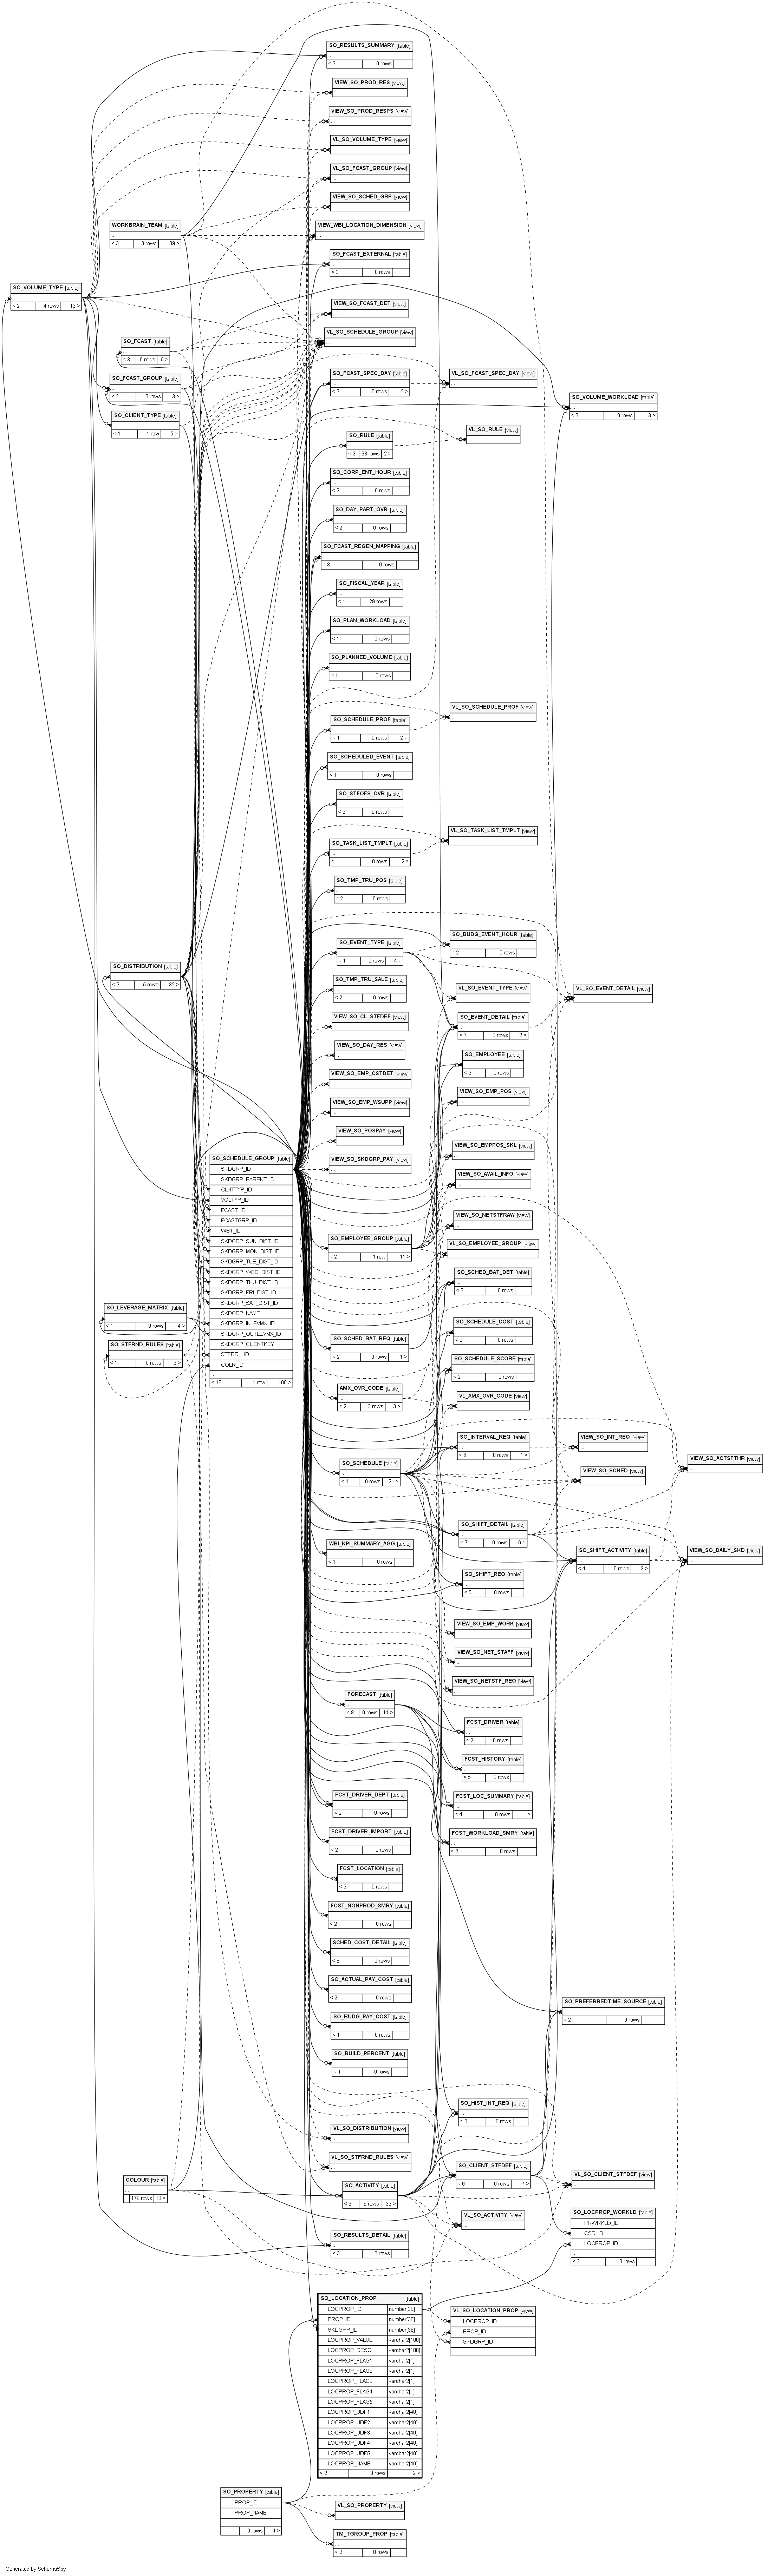 SO_RESULTS_SUMMARY [table]
< 2 0 rows
VIEW_SO_PROD_RES [view]
VIEW_SO_PROD_RESPS [view]
VL_SO_VOLUME_TYPE [view]
VL_SO_FCAST_GROUP [view]
VIEW_SO_SCHED_GRP [view]
WORKBRAIN_TEAM [table]
< 3 3 rows 109 >
VIEW_WBI_LOCATION_DIMENSION [view]
SO_FCAST_EXTERNAL [table]
< 3 0 rows
SO_VOLUME_TYPE [table]
< 2 4 rows 13 >
VIEW_SO_FCAST_DET [view]
VL_SO_SCHEDULE_GROUP [view]
SO_FCAST [table]
< 3 0 rows 5 >
SO_FCAST_GROUP [table]
< 2 0 rows 3 >
SO_FCAST_SPEC_DAY [table]
< 3 0 rows 2 >
VL_SO_FCAST_SPEC_DAY [view]
SO_VOLUME_WORKLOAD [table]
< 3 0 rows 3 >
SO_CLIENT_TYPE [table]
< 1 1 row 5 >
SO_RULE [table]
< 3 33 rows 2 >
VL_SO_RULE [view]
SO_CORP_ENT_HOUR [table]
< 2 0 rows
SO_DAY_PART_OVR [table]
< 2 0 rows
SO_FCAST_REGEN_MAPPING [table]
< 3 0 rows
SO_FISCAL_YEAR [table]
< 1 29 rows
SO_PLAN_WORKLOAD [table]
< 1 0 rows
SO_PLANNED_VOLUME [table]
< 1 0 rows
SO_SCHEDULE_PROF [table]
< 1 0 rows 2 >
VL_SO_SCHEDULE_PROF [view]
SO_SCHEDULED_EVENT [table]
< 1 0 rows
SO_STFOFS_OVR [table]
< 3 0 rows
SO_TASK_LIST_TMPLT [table]
< 1 0 rows 2 >
VL_SO_TASK_LIST_TMPLT [view]
SO_TMP_TRU_POS [table]
< 2 0 rows
SO_EVENT_TYPE [table]
< 1 0 rows 4 >
SO_BUDG_EVENT_HOUR [table]
< 2 0 rows
SO_DISTRIBUTION [table]
< 3 5 rows 32 >
SO_TMP_TRU_SALE [table]
< 2 0 rows
VL_SO_EVENT_TYPE [view]
VL_SO_EVENT_DETAIL [view]
VIEW_SO_CL_STFDEF [view]
SO_EVENT_DETAIL [table]
< 7 0 rows 2 >
VIEW_SO_DAY_RES [view]
SO_EMPLOYEE [table]
< 3 0 rows
VIEW_SO_EMP_CSTDET [view]
VIEW_SO_EMP_POS [view]
VIEW_SO_EMP_WSUPP [view]
VIEW_SO_POSPAY [view]
VIEW_SO_EMPPOS_SKL [view]
VIEW_SO_SKDGRP_PAY [view]
VIEW_SO_AVAIL_INFO [view]
SO_SCHEDULE_GROUP [table]
SKDGRP_ID
SKDGRP_PARENT_ID
CLNTTYP_ID
VOLTYP_ID
FCAST_ID
FCASTGRP_ID
WBT_ID
SKDGRP_SUN_DIST_ID
SKDGRP_MON_DIST_ID
SKDGRP_TUE_DIST_ID
SKDGRP_WED_DIST_ID
SKDGRP_THU_DIST_ID
SKDGRP_FRI_DIST_ID
SKDGRP_SAT_DIST_ID
SKDGRP_NAME
SKDGRP_INLEVMX_ID
SKDGRP_OUTLEVMX_ID
SKDGRP_CLIENTKEY
STFRRL_ID
COLR_ID
< 16 1 row 100 >
VIEW_SO_NETSTFRAW [view]
SO_EMPLOYEE_GROUP [table]
< 2 1 row 11 >
VL_SO_EMPLOYEE_GROUP [view]
SO_SCHED_BAT_DET [table]
< 3 0 rows
SO_LEVERAGE_MATRIX [table]
< 1 0 rows 4 >
SO_SCHEDULE_COST [table]
< 2 0 rows
SO_STFRND_RULES [table]
< 1 0 rows 3 >
SO_SCHED_BAT_REQ [table]
< 2 0 rows 1 >
SO_SCHEDULE_SCORE [table]
< 2 0 rows
AMX_OVR_CODE [table]
< 2 2 rows 3 >
VL_AMX_OVR_CODE [view]
SO_INTERVAL_REQ [table]
< 8 0 rows 1 >
VIEW_SO_INT_REQ [view]
SO_SCHEDULE [table]
< 1 0 rows 21 >
VIEW_SO_SCHED [view]
VIEW_SO_ACTSFTHR [view]
SO_SHIFT_DETAIL [table]
< 7 0 rows 6 >
WBI_KPI_SUMMARY_AGG [table]
< 1 0 rows
SO_SHIFT_ACTIVITY [table]
< 4 0 rows 3 >
VIEW_SO_DAILY_SKD [view]
SO_SHIFT_REQ [table]
< 5 0 rows
VIEW_SO_EMP_WORK [view]
VIEW_SO_NET_STAFF [view]
VIEW_SO_NETSTF_REQ [view]
FORECAST [table]
< 8 0 rows 11 >
FCST_DRIVER [table]
< 2 0 rows
FCST_HISTORY [table]
< 5 0 rows
FCST_DRIVER_DEPT [table]
< 2 0 rows
FCST_LOC_SUMMARY [table]
< 4 0 rows 1 >
FCST_DRIVER_IMPORT [table]
< 2 0 rows
FCST_WORKLOAD_SMRY [table]
< 2 0 rows
FCST_LOCATION [table]
< 2 0 rows
FCST_NONPROD_SMRY [table]
< 2 0 rows
SCHED_COST_DETAIL [table]
< 8 0 rows
SO_ACTUAL_PAY_COST [table]
< 2 0 rows
SO_PREFERREDTIME_SOURCE [table]
< 2 0 rows
SO_BUDG_PAY_COST [table]
< 1 0 rows
SO_BUILD_PERCENT [table]
< 1 0 rows
SO_HIST_INT_REQ [table]
< 8 0 rows
VL_SO_DISTRIBUTION [view]
VL_SO_STFRND_RULES [view]
SO_CLIENT_STFDEF [table]
< 6 0 rows 7 >
VL_SO_CLIENT_STFDEF [view]
COLOUR [table]
178 rows 18 >
SO_ACTIVITY [table]
< 3 8 rows 33 >
VL_SO_ACTIVITY [view]
SO_LOCPROP_WORKLD [table]
PRWRKLD_ID
CSD_ID
LOCPROP_ID
< 2 0 rows
SO_RESULTS_DETAIL [table]
< 3 0 rows
SO_LOCATION_PROP [table]
LOCPROP_ID number[38]
PROP_ID number[38]
SKDGRP_ID number[38]
LOCPROP_VALUE varchar2[100]
LOCPROP_DESC varchar2[100]
LOCPROP_FLAG1 varchar2[1]
LOCPROP_FLAG2 varchar2[1]
LOCPROP_FLAG3 varchar2[1]
LOCPROP_FLAG4 varchar2[1]
LOCPROP_FLAG5 varchar2[1]
LOCPROP_UDF1 varchar2[40]
LOCPROP_UDF2 varchar2[40]
LOCPROP_UDF3 varchar2[40]
LOCPROP_UDF4 varchar2[40]
LOCPROP_UDF5 varchar2[40]
LOCPROP_NAME varchar2[40]
< 2 0 rows 2 >
VL_SO_LOCATION_PROP [view]
LOCPROP_ID
PROP_ID
SKDGRP_ID
SO_PROPERTY [table]
PROP_ID
PROP_NAME
0 rows 4 >
VL_SO_PROPERTY [view]
TM_TGROUP_PROP [table]
< 2 0 rows
Generated by SchemaSpy